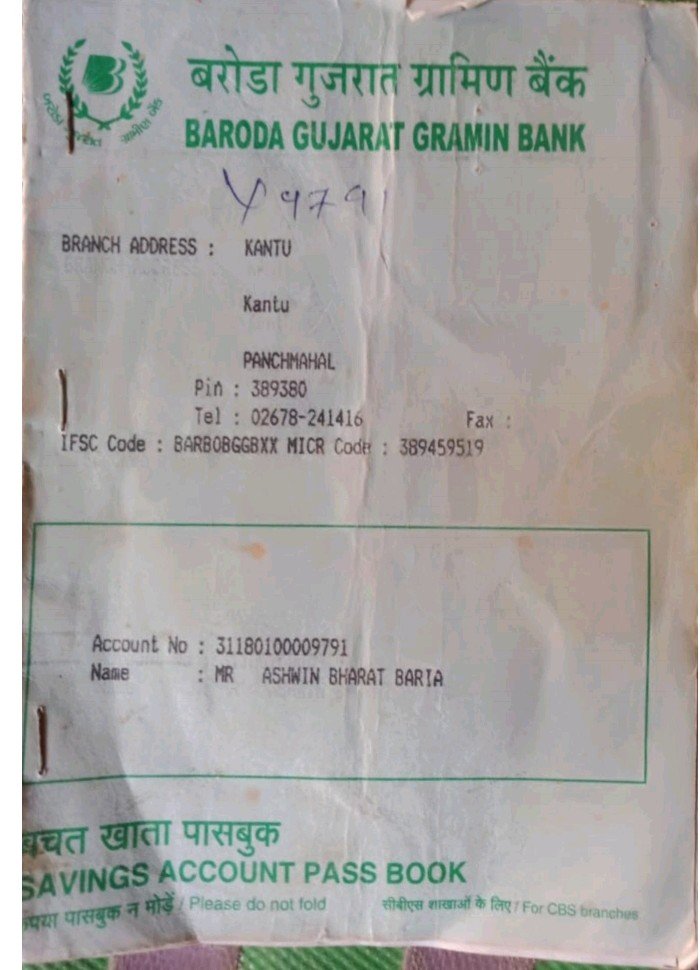 बरोडा गुजरात ग्रामिण बैंक
BARODA GUJARAT GRAMIN BANK
9791
BRANCH ADDRESS : KANTU
Kantu
PANCHMAHAL
Pin : 389380
Tel : 02678-241416 Fax :
IFSC Code : BARB0BGGBXX MICR Code : 389459519
Account No : 31180100009791
Name : MR ASHWIN BHARAT BARIA
बचत खाता पासबुक
SAVINGS ACCOUNT PASS BOOK
कृपया पासबुक न मोड़ें / Please do not fold सीबीएस शाखाओं के लिए / For CBS branches